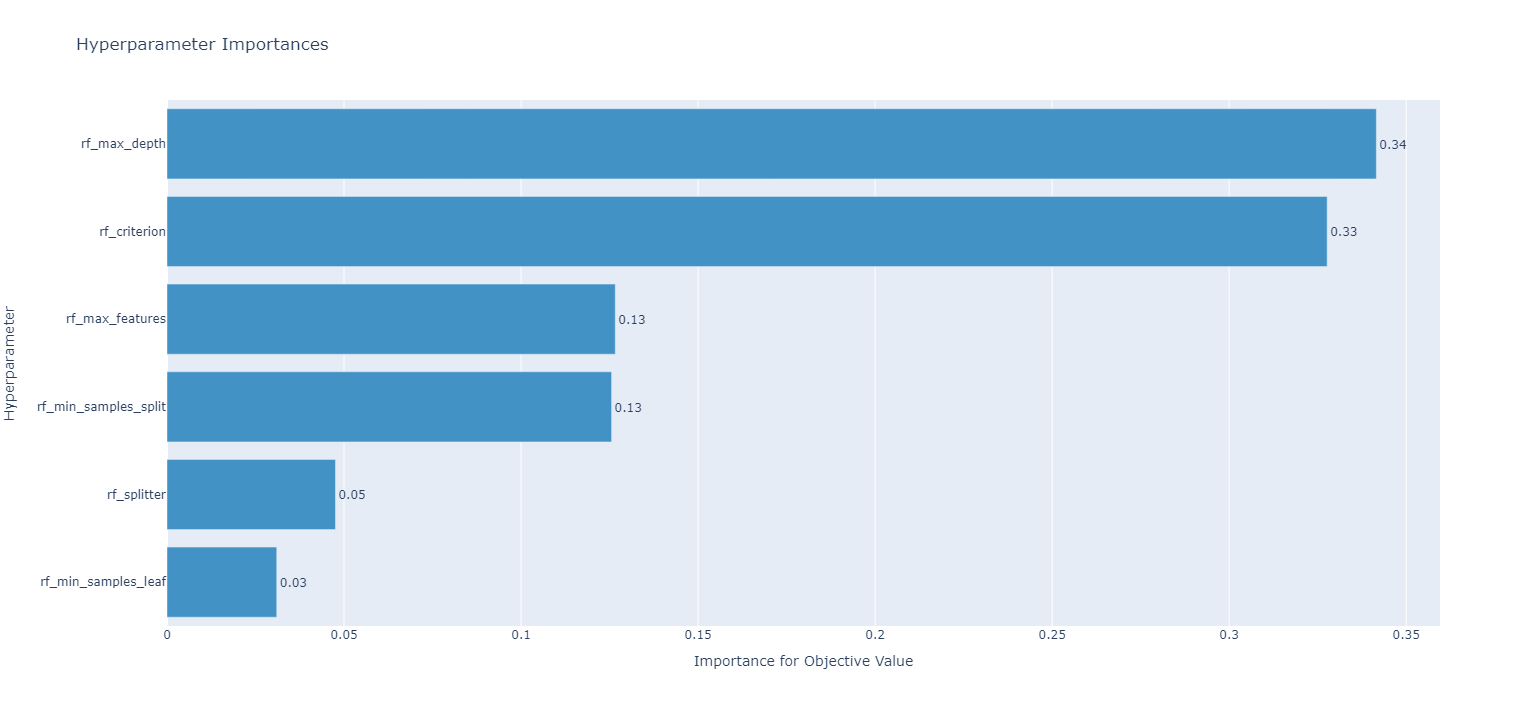 Hyperparameter Importances
rf_max_depth
0.34
rf_criterion
0.33
rf_max_features
0.13
rf_min_samples_split
0.13
rf_splitter
0.05
rf_min_samples_leaf
0.03
Hyperparameter
0 0.05 0.1 0.15 0.2 0.25 0.3 0.35
Importance for Objective Value